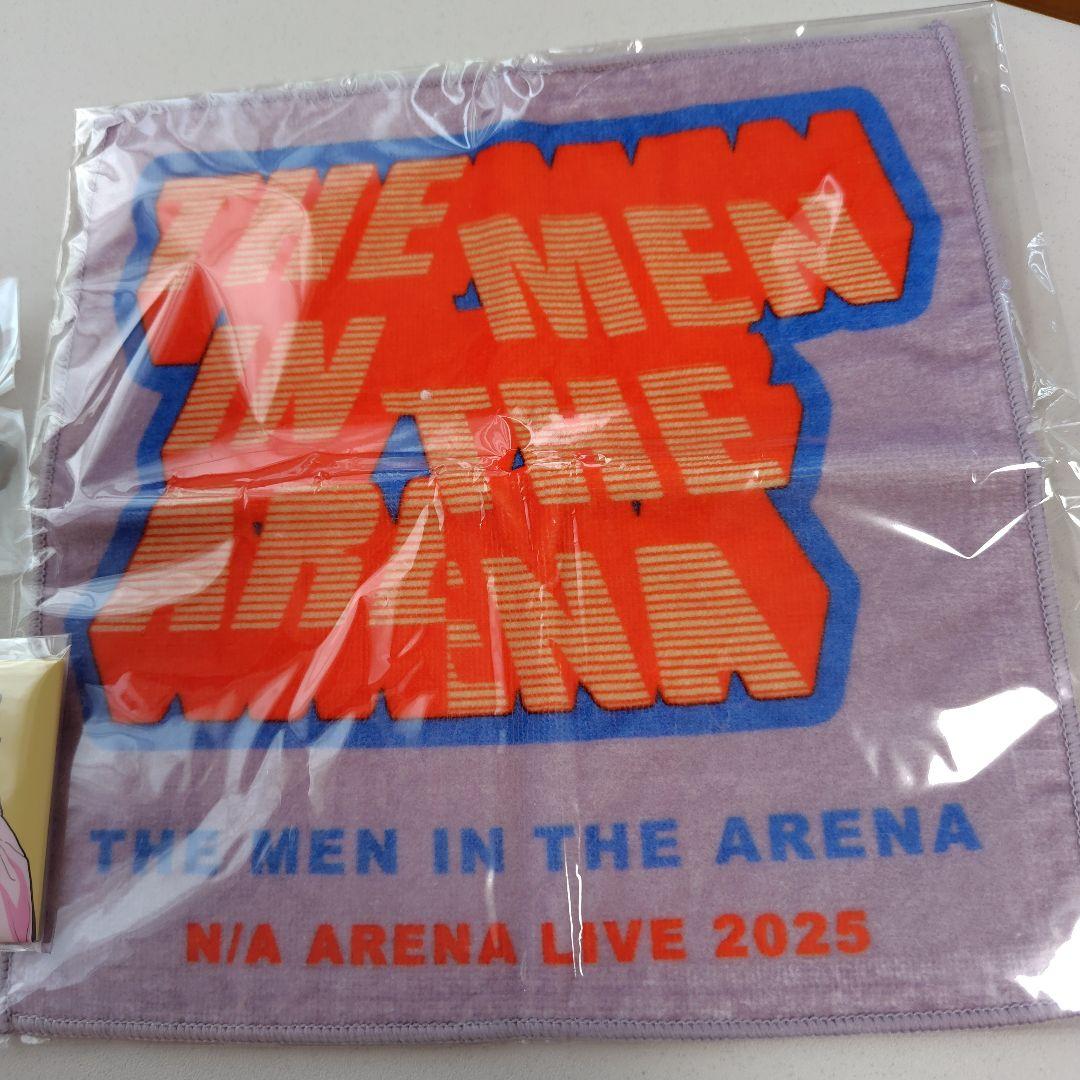 THE MEN
IN THE
ARENA
THE MEN IN THE ARENA
N/A ARENA LIVE 2025